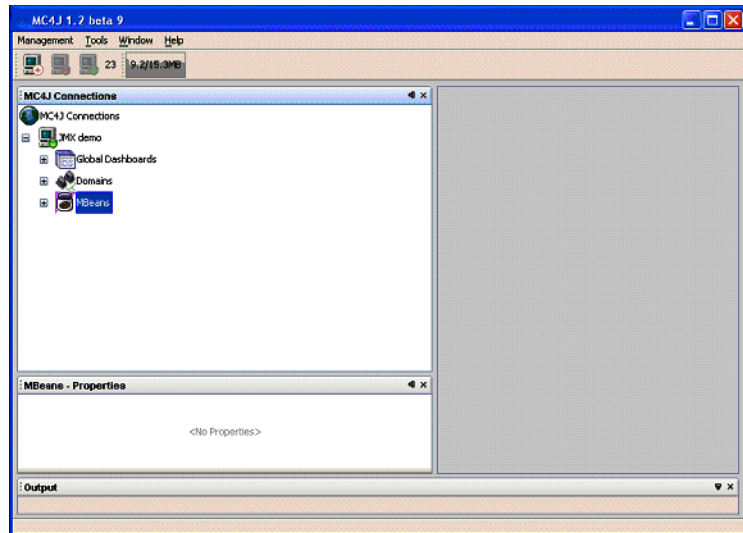 MC4J 1.2 beta 9
Management Tools Window Help
23 9.2/15.3MB
MC4J Connections
MC4J Connections
JMX demo
Global Dashboards
Domains
MBeans
MBeans - Properties
<No Properties>
Output